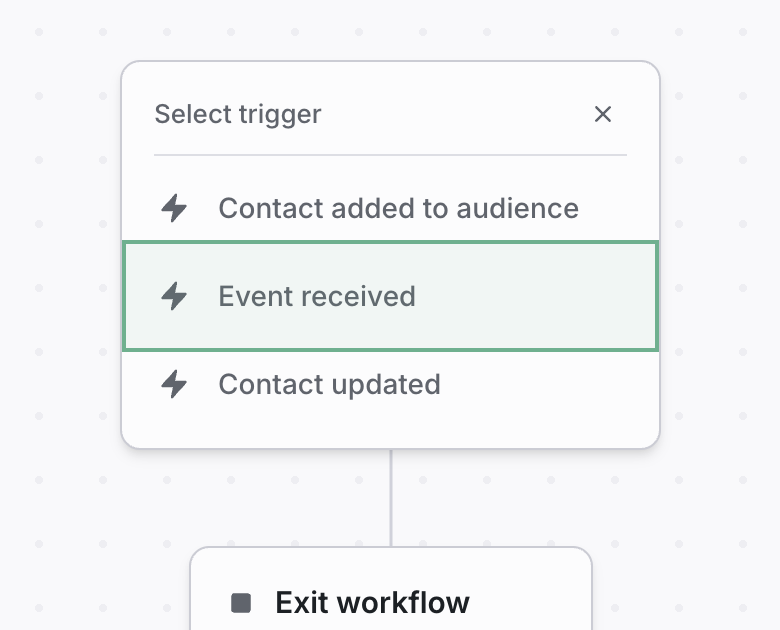 Select trigger
Contact added to audience
Event received
Contact updated
Exit workflow